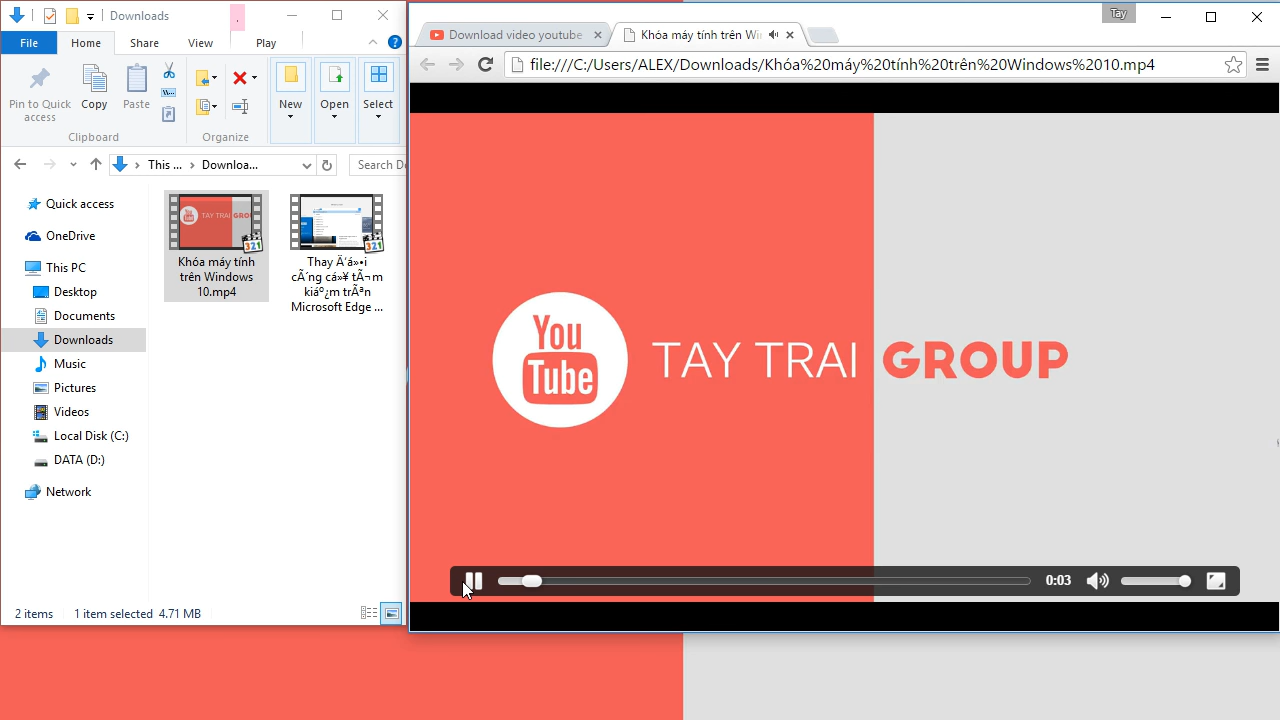 Downloads
File
Home
Share
View
Play
Pin to Quick
access
Copy
Paste
New
Open
Select
Clipboard
Organize
This ...
Downloa...
Search Do
Quick access
OneDrive
This PC
Desktop
Documents
Downloads
Music
Pictures
Videos
Local Disk (C:)
DATA (D:)
Network
321
Khóa máy tính
trên Windows
10.mp4
321
Thay Ä‘á»•i
cÃ´ng cá»¥ tÃ¬m
kiáº¿m trÃªn
Microsoft Edge ...
2 items
1 item selected 4.71 MB
Tay
Download video youtube
Khóa máy tính trên Wi
file:///C:/Users/ALEX/Downloads/Khóa%20máy%20tính%20trên%20Windows%2010.mp4
You
Tube
TAY TRAI GROUP
0:03